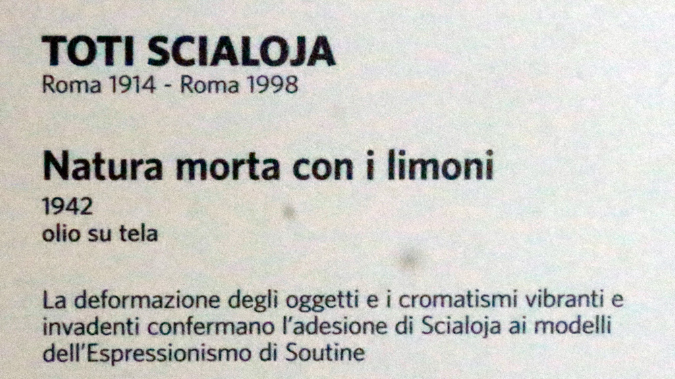 TOTI SCIALOJA
Roma 1914 - Roma 1998
Natura morta con i limoni
1942
olio su tela
La deformazione degli oggetti e i cromatismi vibranti e
invadenti confermano l'adesione di Scialoja ai modelli
dell'Espressionismo di Soutine